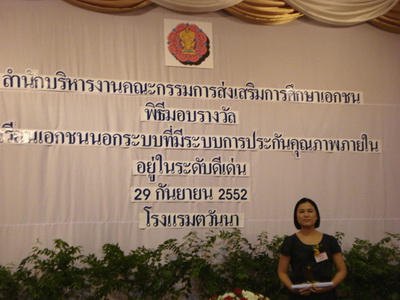 สำนักบริหารงานคณะกรรมการส่งเสริมการศึกษาเอกชน
พิธีมอบรางวัล
เรียนเอกชนนอกระบบที่มีระบบการประกันคุณภาพภายใน
อยู่ในระดับดีเด่น
29 กันยายน 2552
โรงแรมตวันนา